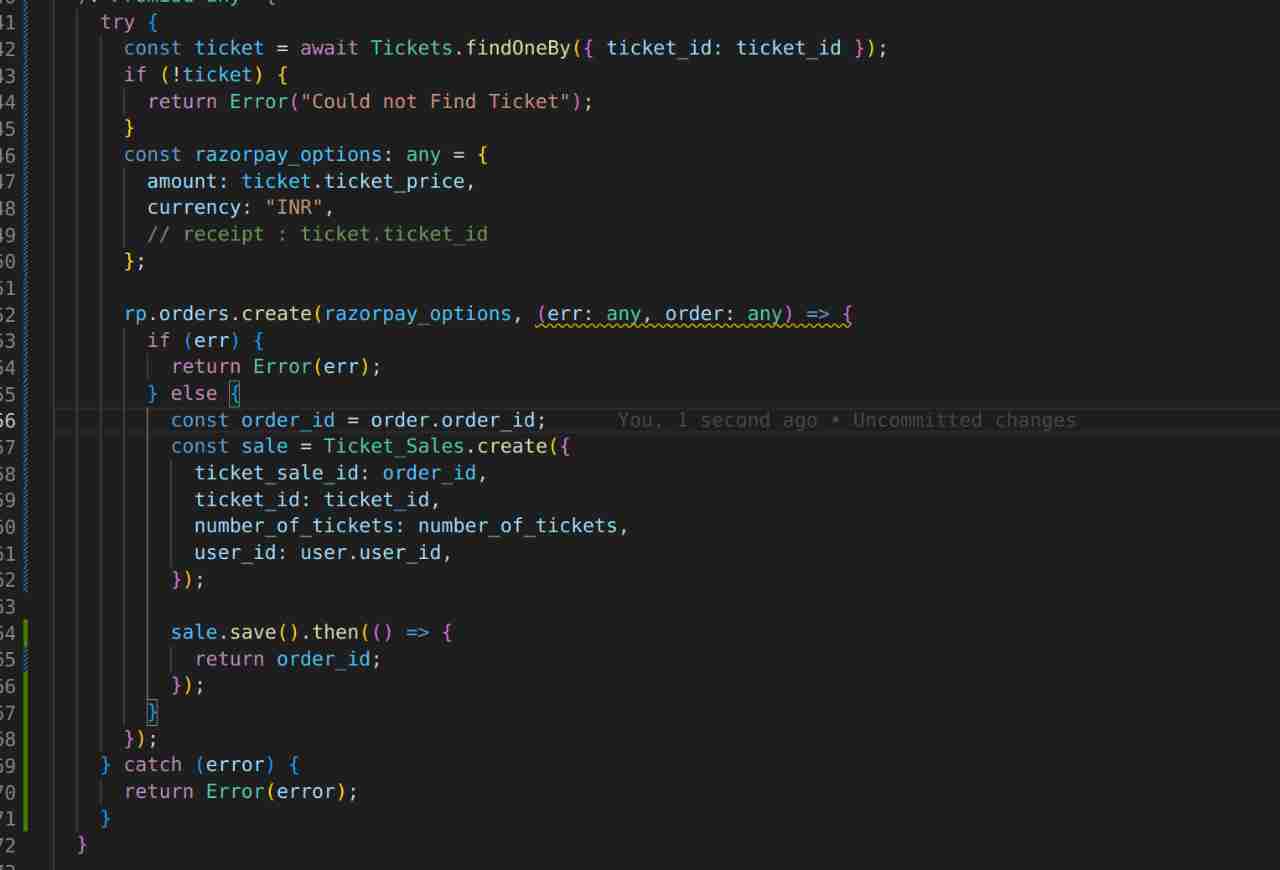 41 try {
42 const ticket = await Tickets.findOneBy({ ticket_id: ticket_id });
43 if (!ticket) {
44 return Error("Could not Find Ticket");
45 }
46 const razorpay_options: any = {
47 amount: ticket.ticket_price,
48 currency: "INR",
49 // receipt : ticket.ticket_id
50 };
51
52 rp.orders.create(razorpay_options, (err: any, order: any) => {
53 if (err) {
54 return Error(err);
55 } else {
56 const order_id = order.order_id; You, 1 second ago • Uncommitted changes
57 const sale = Ticket_Sales.create({
58 ticket_sale_id: order_id,
59 ticket_id: ticket_id,
60 number_of_tickets: number_of_tickets,
61 user_id: user.user_id,
62 });
63
64 sale.save().then(() => {
65 return order_id;
66 });
67 }
68 });
69 } catch (error) {
70 return Error(error);
71 }
72 }